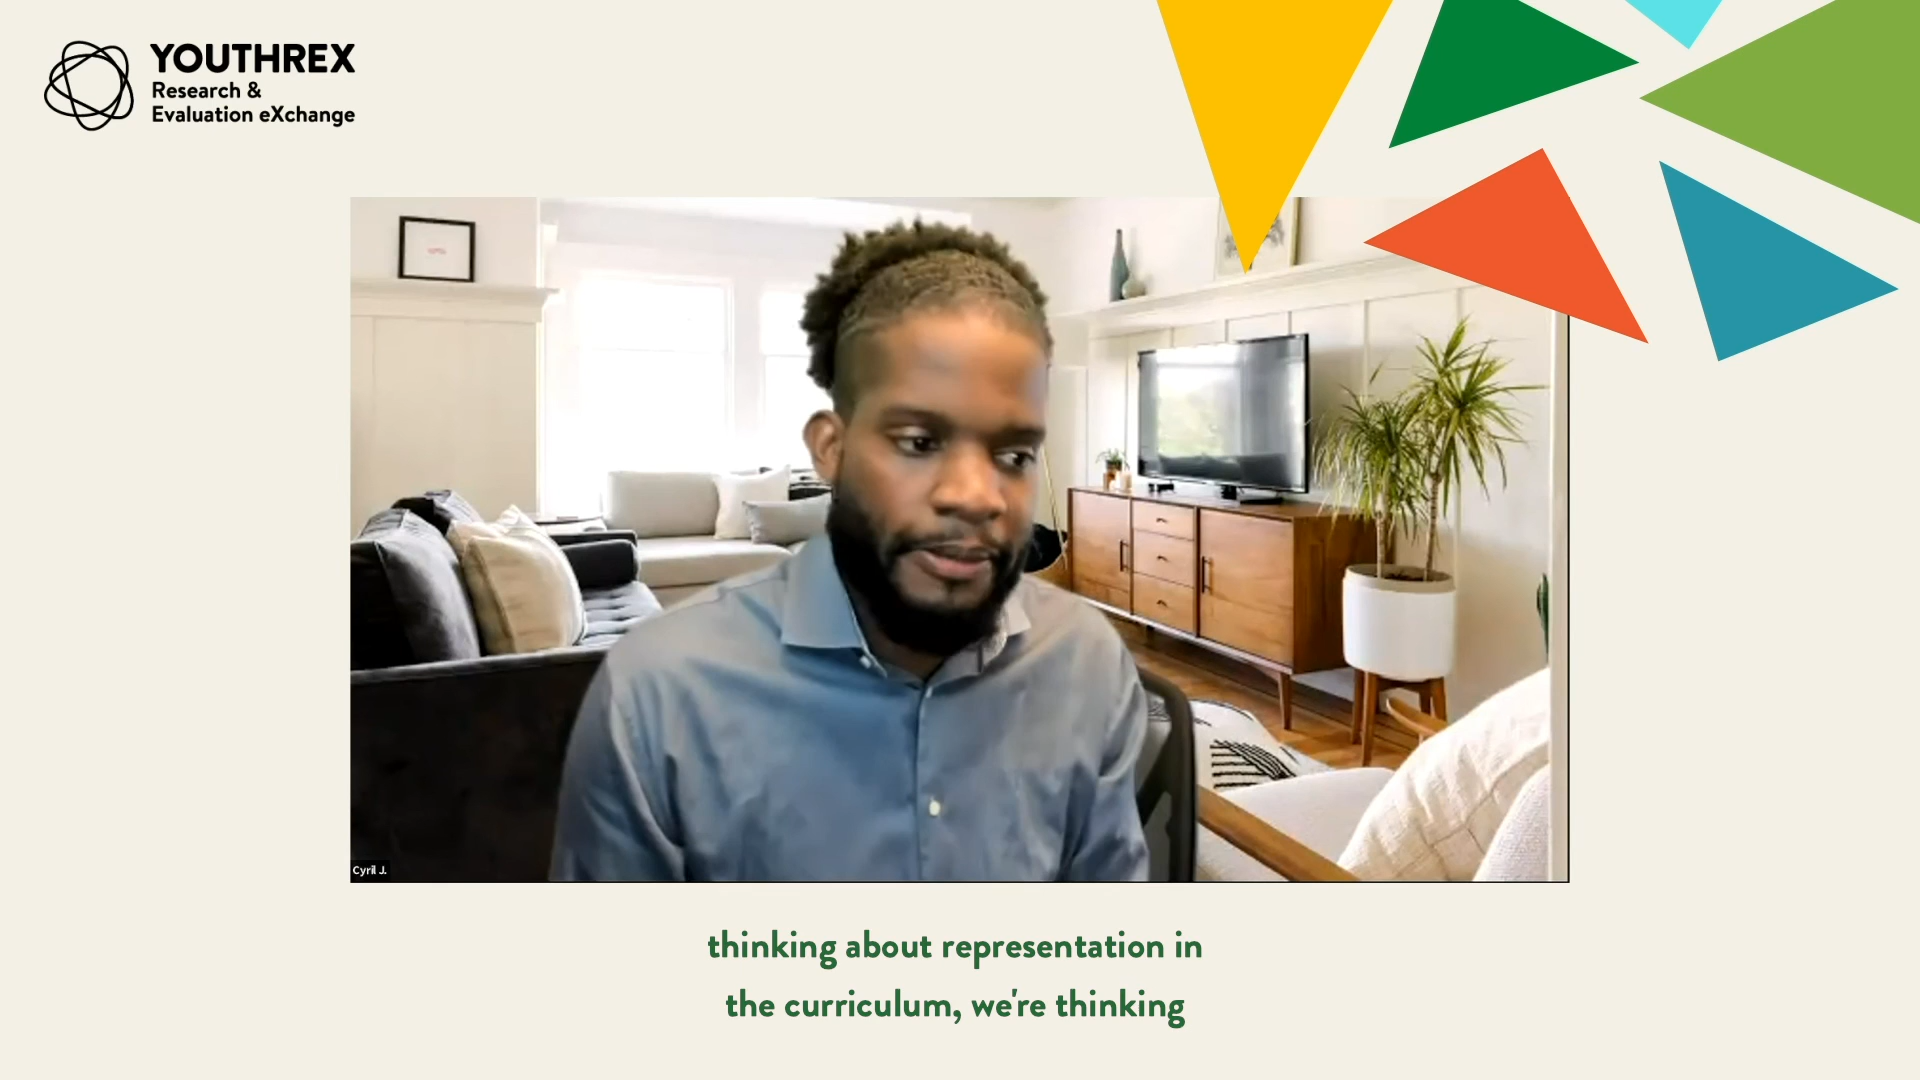 YOUTHREX
Research &
Evaluation eXchange
Cyril J.
thinking about representation in
the curriculum, we're thinking